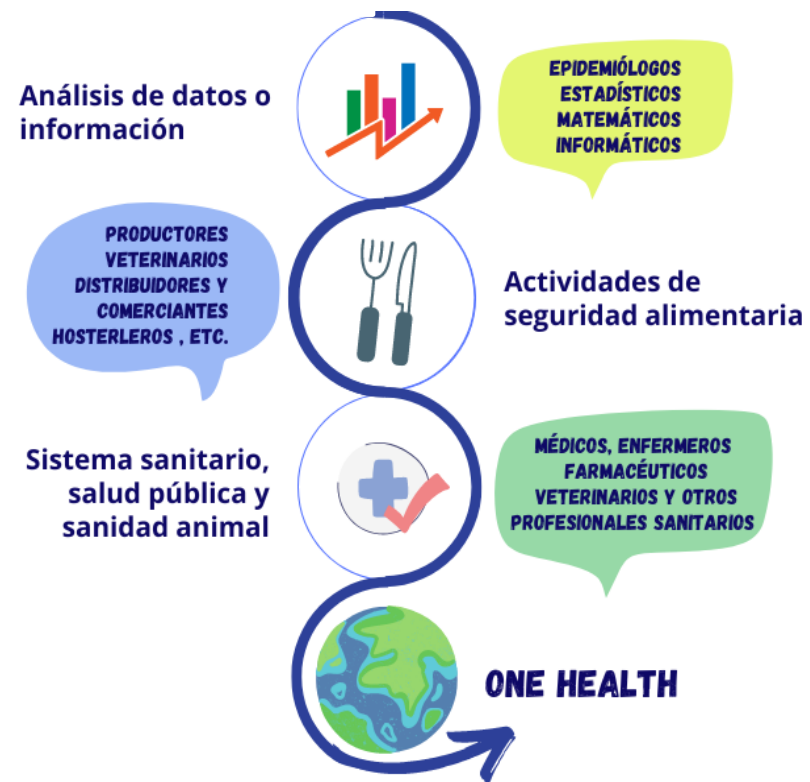 Análisis de datos o
información
EPIDEMIÓLOGOS
ESTADÍSTICOS
MATEMÁTICOS
INFORMÁTICOS
PRODUCTORES
VETERINARIOS
DISTRIBUIDORES Y
COMERCIANTES
HOSTERLEROS , ETC.
Actividades de
seguridad alimentaria
Sistema sanitario,
salud pública y
sanidad animal
MÉDICOS, ENFERMEROS
FARMACÉUTICOS
VETERINARIOS Y OTROS
PROFESIONALES SANITARIOS
ONE HEALTH